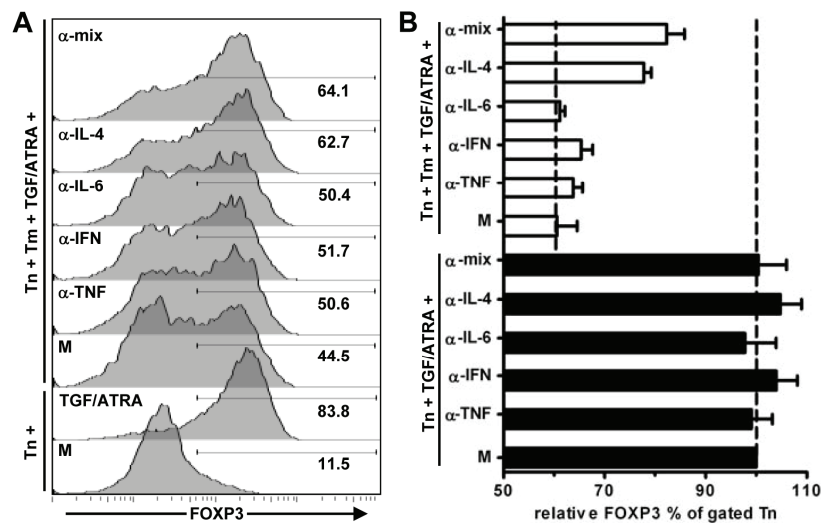 A
Tn + Tm + TGF/ATRA +
α-mix
64.1
α-IL-4
62.7
α-IL-6
50.4
α-IFN
51.7
α-TNF
50.6
M
44.5
Tn +
TGF/ATRA
83.8
M
11.5
FOXP3
B
Tn + Tm + TGF/ATRA +
α-mix
α-IL-4
α-IL-6
α-IFN
α-TNF
M
Tn + TGF/ATRA +
α-mix
α-IL-4
α-IL-6
α-IFN
α-TNF
M
50 70 90 110
relative FOXP3 % of gated Tn